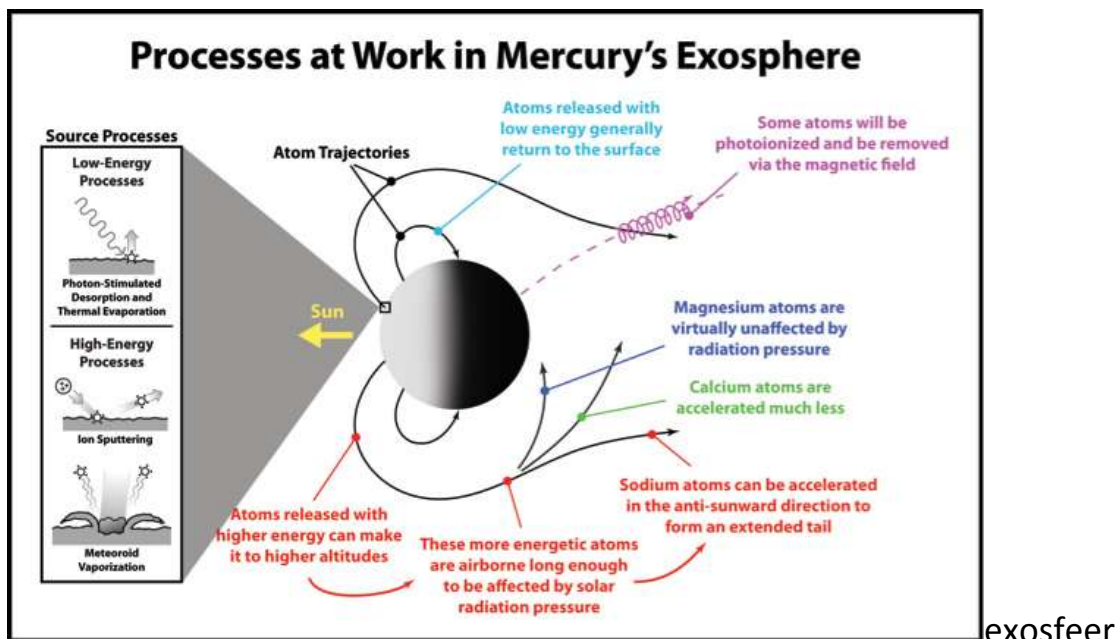 Processes at Work in Mercury's Exosphere
Source Processes
Low-Energy
Processes
Photon-Stimulated
Desorption and
Thermal Evaporation
High-Energy
Processes
Ion Sputtering
Meteoroid
Vaporization
Atom Trajectories
Atoms released with
low energy generally
return to the surface
Some atoms will be
photoionized and be removed
via the magnetic field
Sun
Magnesium atoms are
virtually unaffected by
radiation pressure
Calcium atoms are
accelerated much less
Sodium atoms can be accelerated
in the anti-sunward direction to
form an extended tail
Atoms released with
higher energy can make
it to higher altitudes
These more energetic atoms
are airborne long enough
to be affected by solar
radiation pressure
exosfeer